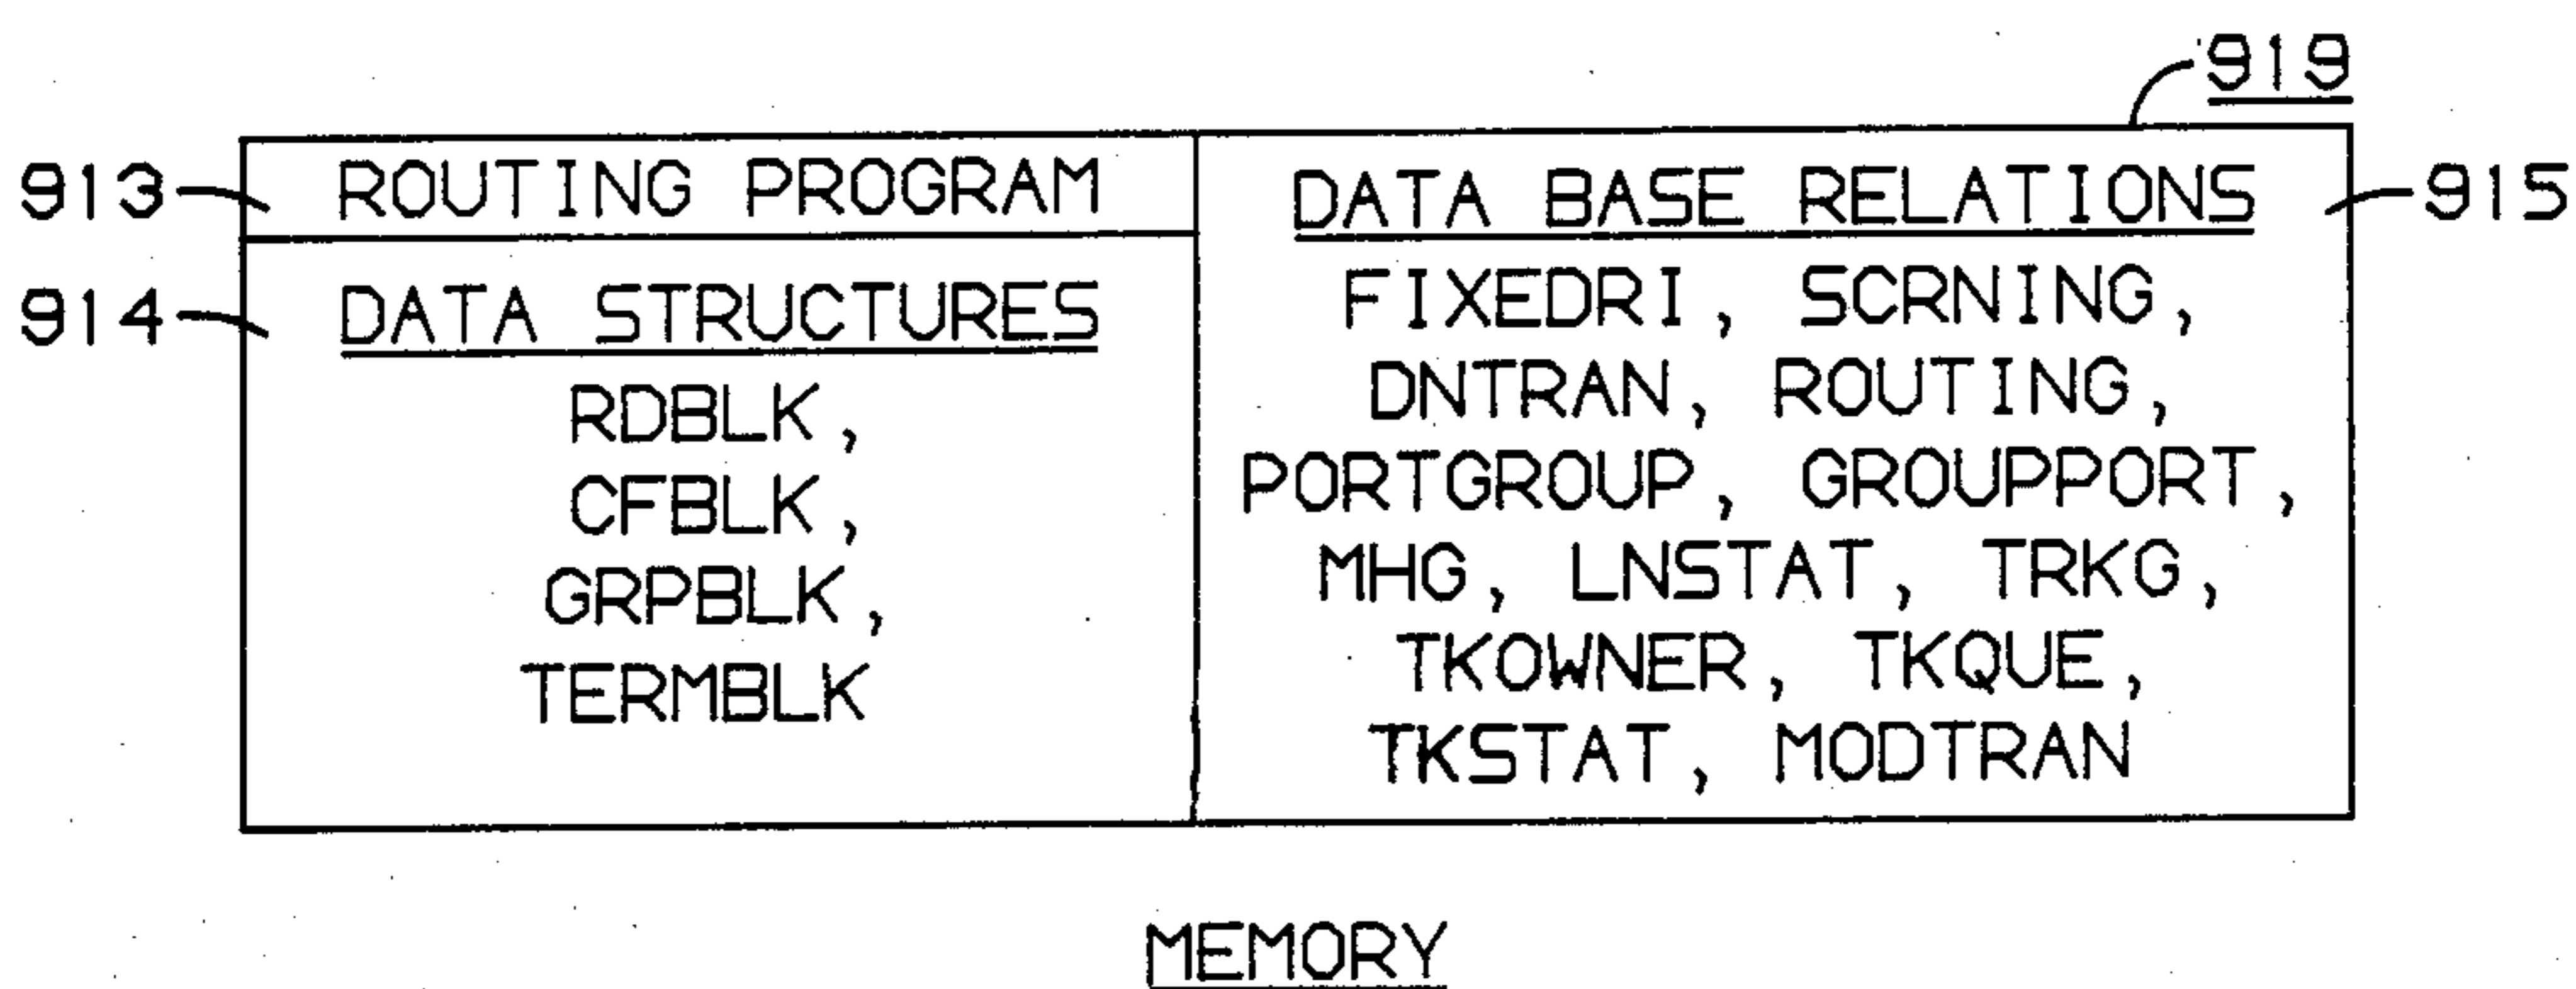 919
913
ROUTING PROGRAM
914
DATA STRUCTURES
RDBLK,
CFBLK,
GRPBLK,
TERMBLK
DATA BASE RELATIONS
915
FIXEDRI, SCRNING,
DNTRAN, ROUTING,
PORTGROUP, GROUPPORT,
MHG, LNSTAT, TRKG,
TKOWNER, TKQUE,
TKSTAT, MODTRAN
MEMORY